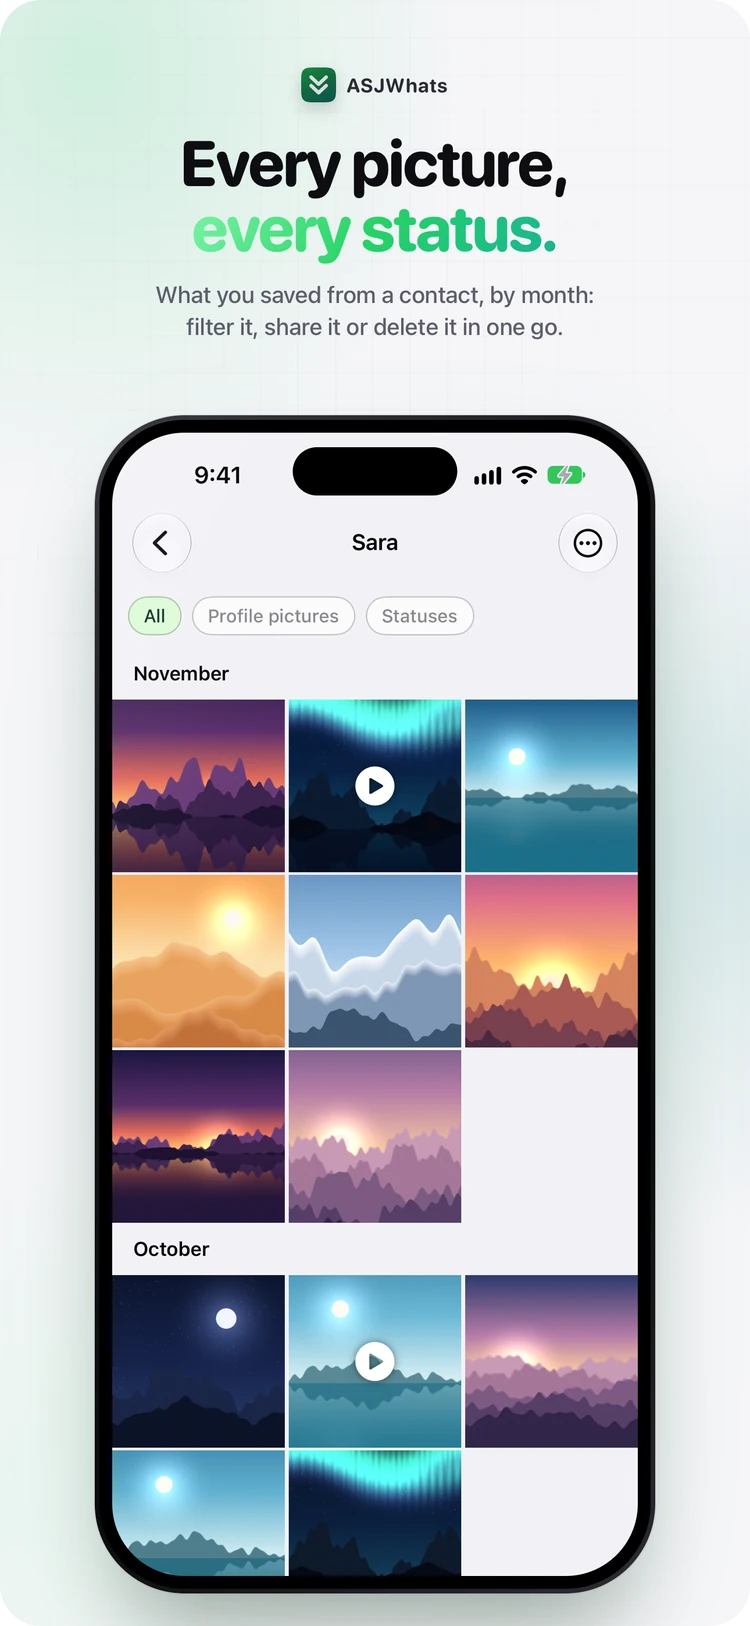 ASJWhats
Every picture,
every status.
What you saved from a contact, by month:
filter it, share it or delete it in one go.
9:41
Sara
All
Profile pictures
Statuses
November
October